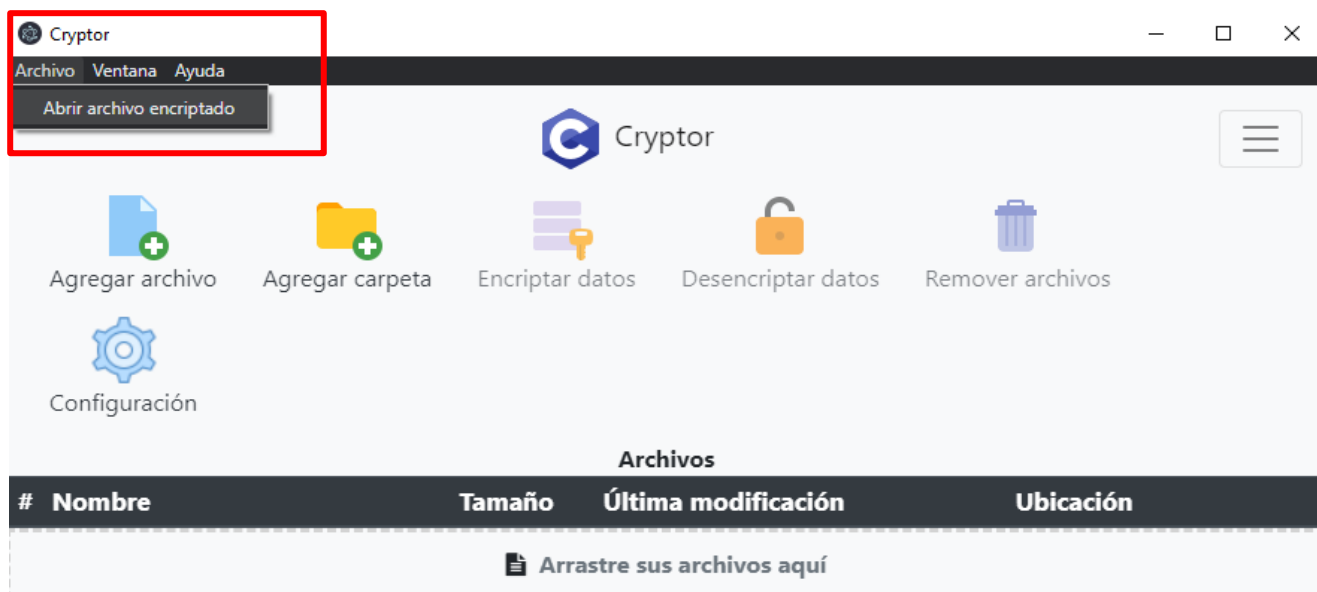 Cryptor
Archivo Ventana Ayuda
Abrir archivo encriptado
Cryptor
Agregar archivo Agregar carpeta Encriptar datos Desencriptar datos Remover archivos
Configuración
Archivos
# Nombre Tamaño Última modificación Ubicación
Arrastre sus archivos aquí